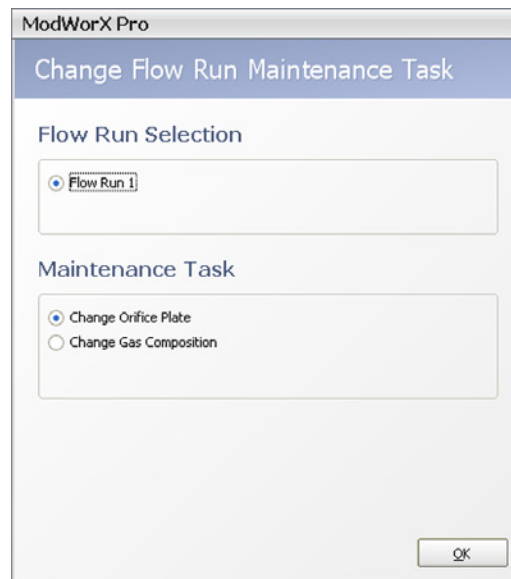 ModWorX Pro
Change Flow Run Maintenance Task
Flow Run Selection
Flow Run 1
Maintenance Task
Change Orifice Plate
Change Gas Composition
OK